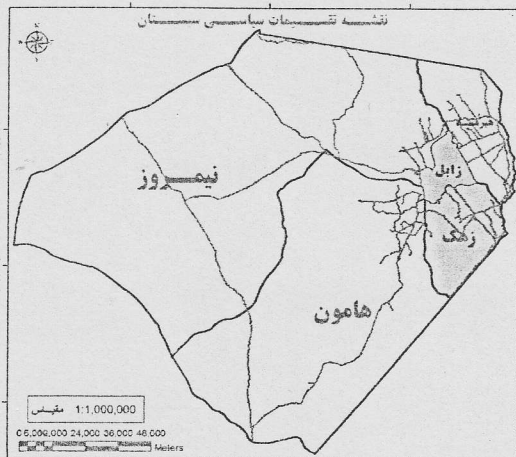 نقشه تقسیمات سیاسی سیستان
نیمروز
زابل
زهک
هامون
1:1,000,000 مقیاس
Meters